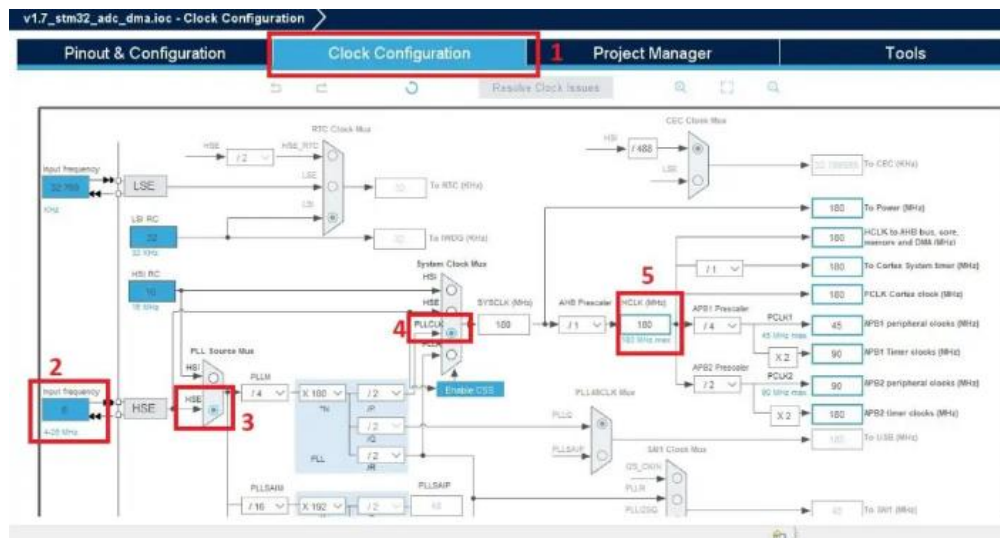 v1.7_stm32_adc_dma.ioc - Clock Configuration
Pinout & Configuration
Clock Configuration
1
Project Manager
Tools
Resolve Clock Issues
RTC Clock Mux
CEC Clock Mux
HSE
/ 2
HSE_RTC
HSI
/ 488
Input frequency
LSE
LSE
LSE
To CEC (KHz)
KHz
To RTC (KHz)
LSI RC
LSI
180
To Power (MHz)
32
To IWDG (KHz)
180
HCLK to AHB bus, core,
memory and DMA (MHz)
32 KHz
System Clock Mux
5
/ 1
180
To Cortex System timer (MHz)
HSI RC
HSI
16
HSE
SYSCLK (MHz)
AHB Prescaler
HCLK (MHz)
APB1 Prescaler
180
FCLK Cortex clock (MHz)
16 MHz
4
PLLCLK
180
/ 1
180
/ 4
PCLK1
45
APB1 peripheral clocks (MHz)
180 MHz max
45 MHz max
2
PLL Source Mux
X 2
90
APB1 Timer clocks (MHz)
HSI
PLLM
APB2 Prescaler
PCLK2
Input frequency
/ 4
X 180
/ 2
Enable CSS
/ 2
90
APB2 peripheral clocks (MHz)
8
HSE
HSE
3
*N
/P
PLL48CLK Mux
90 MHz max
4-26 MHz
/ 2
PLLQ
X 2
180
APB2 timer clocks (MHz)
/Q
PLL
/ 2
PLLSAIP
180
To USB (MHz)
/R
SAI1 Clock Mux
I2S_CKIN
PLLSAIM
PLLSAIP
PLLR
/ 16
X 192
/ 2
To SAI1 (MHz)